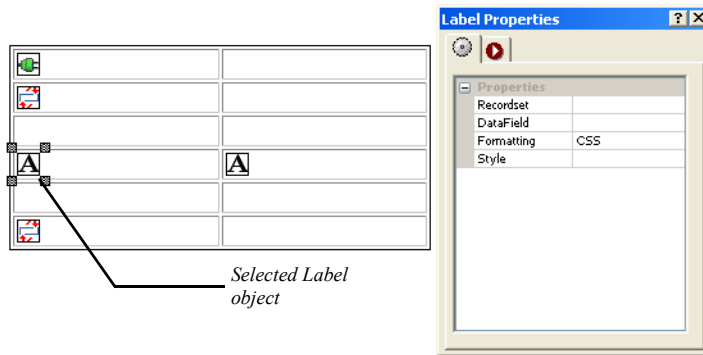 Label Properties
Properties
Recordset
DataField
Formatting CSS
Style
A A
Selected Label
object